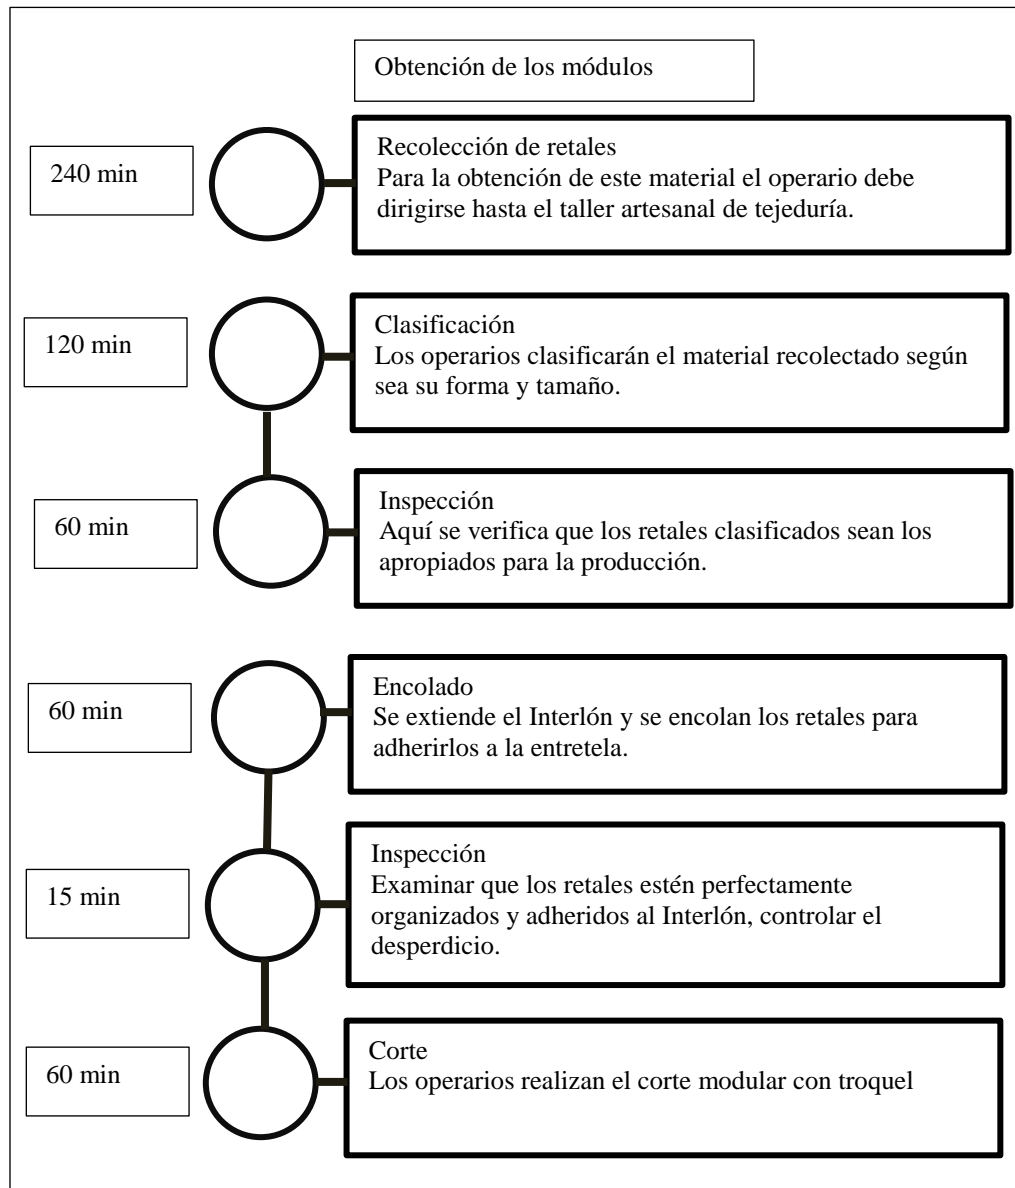 Obtención de los módulos
240 min
Recolección de retales
Para la obtención de este material el operario debe
dirigirse hasta el taller artesanal de tejeduría.
120 min
Clasificación
Los operarios clasificarán el material recolectado según
sea su forma y tamaño.
60 min
Inspección
Aquí se verifica que los retales clasificados sean los
apropiados para la producción.
60 min
Encolado
Se extiende el Interlón y se encolan los retales para
adherirlos a la entretela.
15 min
Inspección
Examinar que los retales estén perfectamente
organizados y adheridos al Interlón, controlar el
desperdicio.
60 min
Corte
Los operarios realizan el corte modular con troquel